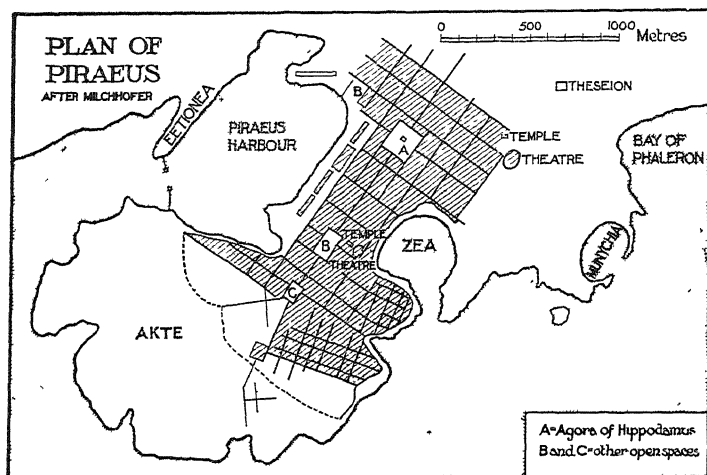 PLAN OF
PIRAEUS
AFTER MILCHHOFER
0 500 1000 Metres
EETIONEA
PIRAEUS
HARBOUR
B
A
THESEION
TEMPLE
THEATRE
BAY OF
PHALERON
B
TEMPLE
THEATRE
ZEA
MUNYCHIA
C
AKTE
A=Agora of Hippodamus
B and C=other open spaces